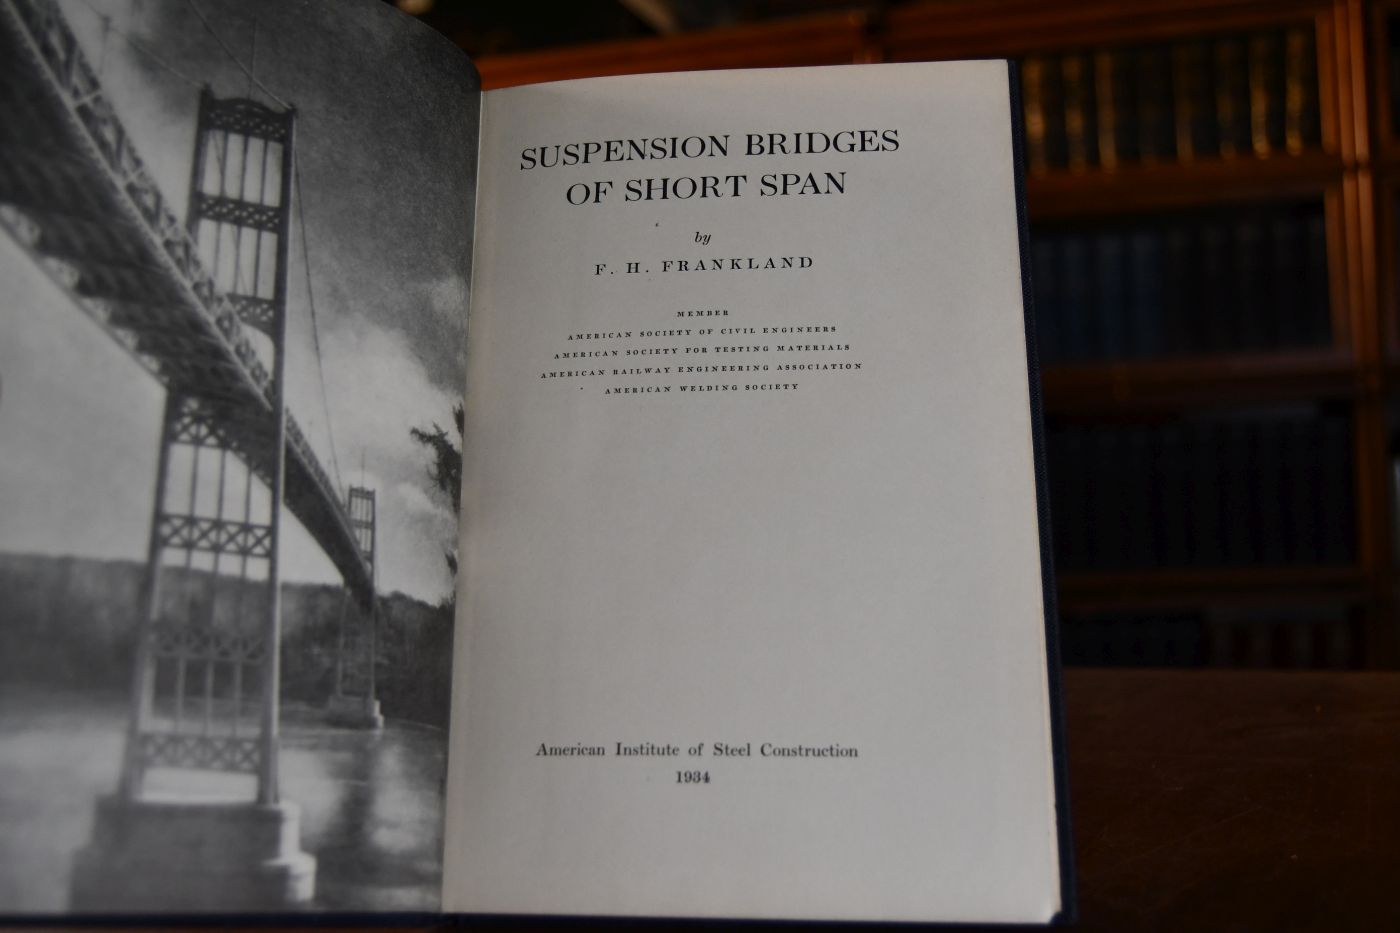 SUSPENSION BRIDGES
OF SHORT SPAN
by
F. H. FRANKLAND
MEMBER
AMERICAN SOCIETY OF CIVIL ENGINEERS
AMERICAN SOCIETY FOR TESTING MATERIALS
AMERICAN RAILWAY ENGINEERING ASSOCIATION
AMERICAN WELDING SOCIETY
American Institute of Steel Construction
1934